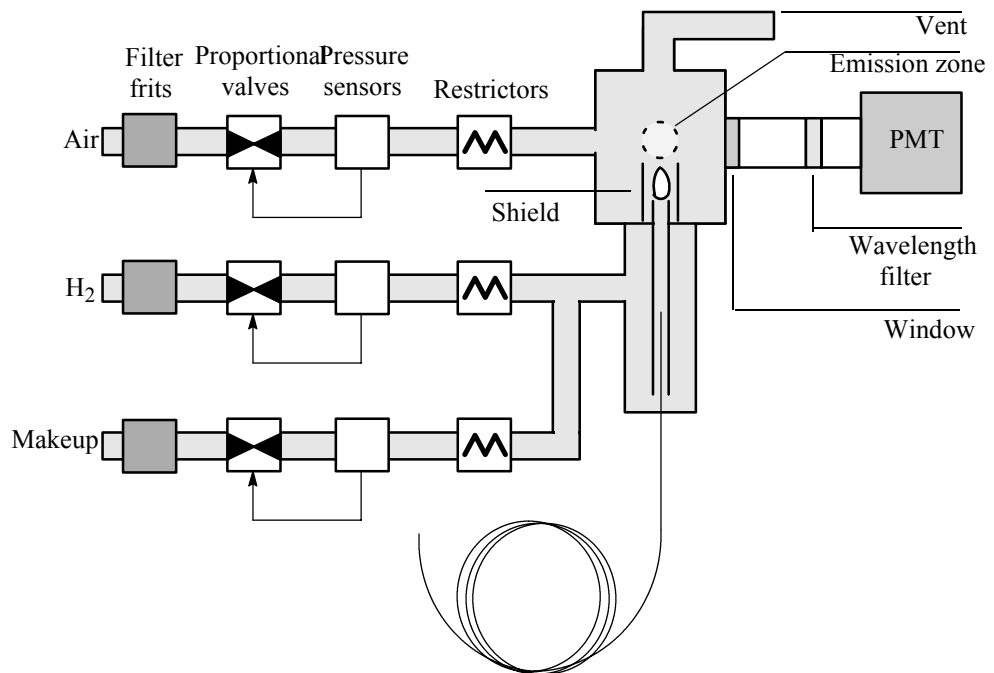 Vent
Emission zone
Filter
frits
Proportional
valves
Pressure
sensors
Restrictors
Air
PMT
Shield
Wavelength
filter
H2
Window
Makeup